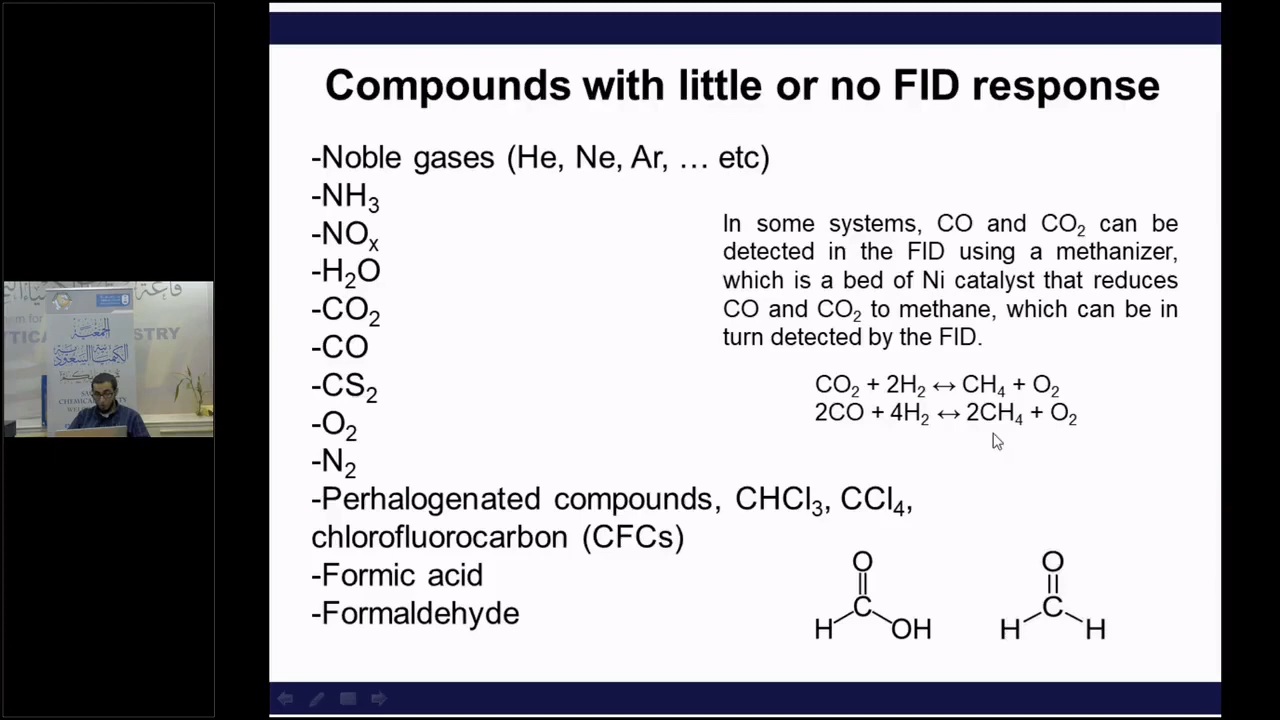 Compounds with little or no FID response
-Noble gases (He, Ne, Ar, … etc)
-NH₃
-NOₓ
-H₂O
-CO₂
-CO
-CS₂
-O₂
-N₂
-Perhalogenated compounds, CHCl₃, CCl₄,
chlorofluorocarbon (CFCs)
-Formic acid
-Formaldehyde
In some systems, CO and CO₂ can be
detected in the FID using a methanizer,
which is a bed of Ni catalyst that reduces
CO and CO₂ to methane, which can be in
turn detected by the FID.
CO₂ + 2H₂ ↔ CH₄ + O₂
2CO + 4H₂ ↔ 2CH₄ + O₂
O
C
H
OH
O
C
H
H
الجمعية
الكيميائية السعودية